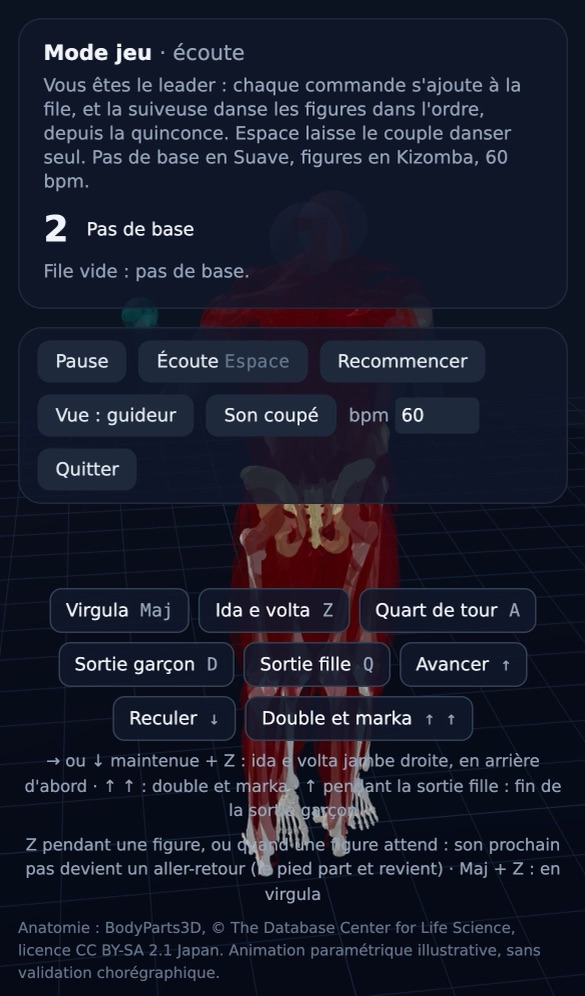 Mode jeu · écoute
Vous êtes le leader : chaque commande s'ajoute à la
file, et la suiveuse danse les figures dans l'ordre,
depuis la quinconce. Espace laisse le couple danser
seul. Pas de base en Suave, figures en Kizomba, 60
bpm.
2 Pas de base
File vide : pas de base.
Pause Écoute Espace Recommencer
Vue : guideur Son coupé bpm 60
Quitter
Virgula Maj Ida e volta Z Quart de tour A
Sortie garçon D Sortie fille Q Avancer ↑
Reculer ↓ Double et marka ↑ ↑
→ ou ↓ maintenue + Z : ida e volta jambe droite, en arrière
d'abord · ↑ ↑ : double et marka · ↑ pendant la sortie fille : fin de
la sortie garçon.
Z pendant une figure, ou quand une figure attend : son prochain
pas devient un aller-retour (le pied part et revient) · Maj + Z : en
virgula
Anatomie : BodyParts3D, © The Database Center for Life Science,
licence CC BY-SA 2.1 Japan. Animation paramétrique illustrative, sans
validation chorégraphique.